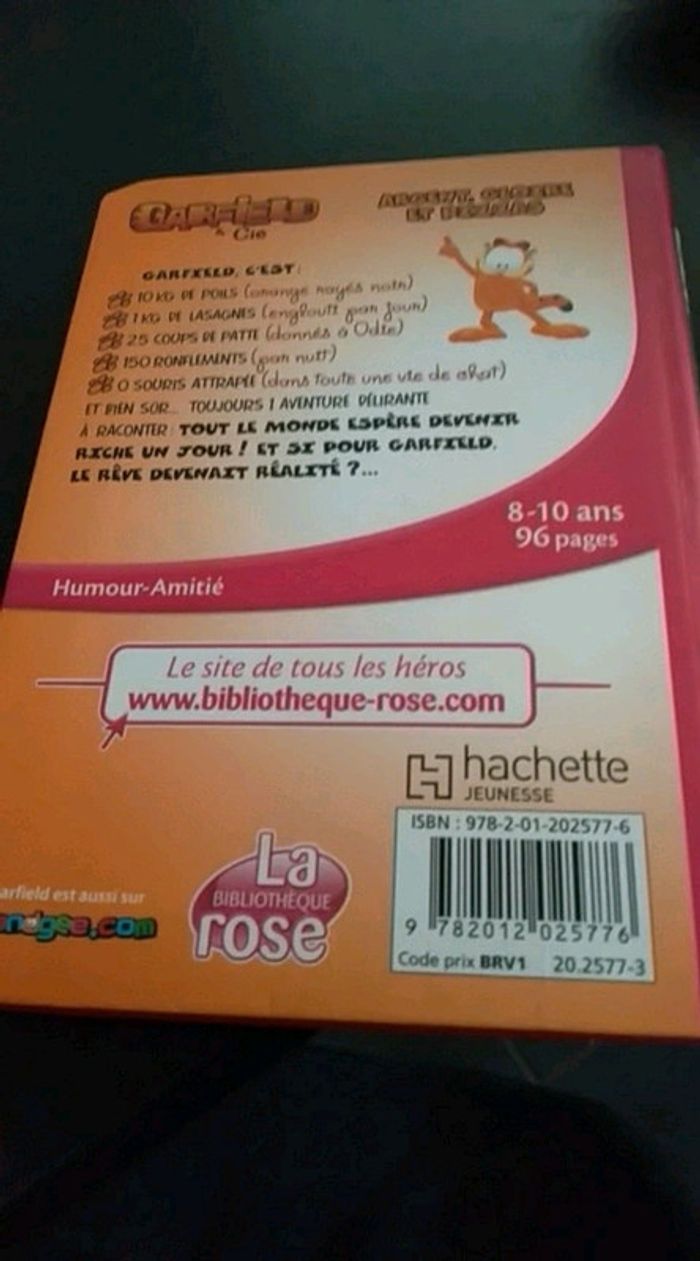 GARFIELD
& Cie
ARGENT, GLOIRE
ET
GARFIELD, C'EST :
10 KG DE POILS (orange rayés noir)
1 KG DE LASAGNES (englouti par jour)
25 COUPS DE PATTE (donnés à Odie)
150 RONFLEMENTS (par nuit)
0 SOURIS ATTRAPÉE (dans toute une vie de chat)
ET BIEN SÛR... TOUJOURS 1 AVENTURE DÉLIRANTE
À RACONTER : TOUT LE MONDE ESPÈRE DEVENIR
RICHE UN JOUR ! ET SI POUR GARFIELD,
LE RÊVE DEVENAIT RÉALITÉ ?...
8-10 ans
96 pages
Humour-Amitié
Le site de tous les héros
www.bibliotheque-rose.com
hachette
JEUNESSE
ISBN : 978-2-01-202577-6
9 782012 025776
Code prix BRV1 20.2577-3
La
BIBLIOTHÈQUE
rose
arfield est aussi sur